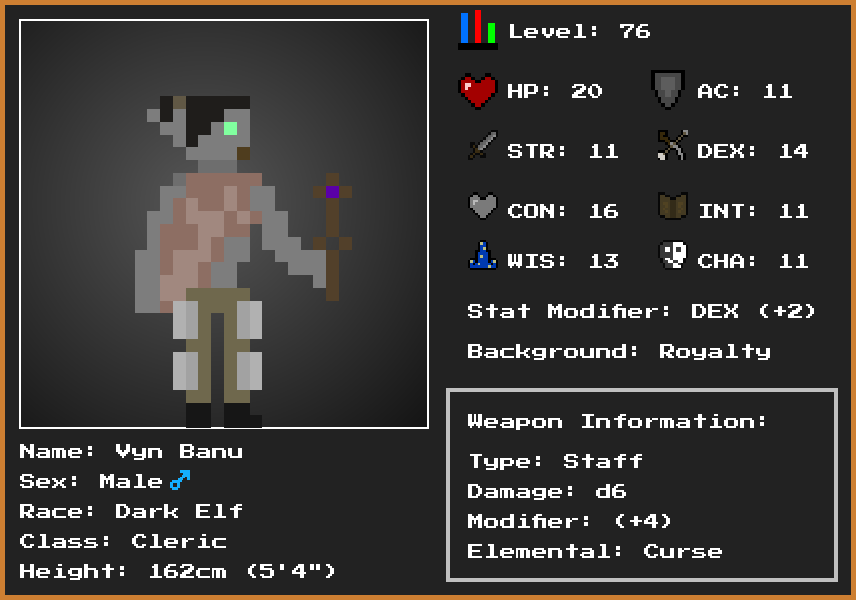 Level: 76
HP: 20 AC: 11
STR: 11 DEX: 14
CON: 16 INT: 11
WIS: 13 CHA: 11
Stat Modifier: DEX (+2)
Background: Royalty
Weapon Information:
Type: Staff
Damage: d6
Modifier: (+4)
Elemental: Curse
Name: Vyn Banu
Sex: Male ♂
Race: Dark Elf
Class: Cleric
Height: 162cm (5'4")